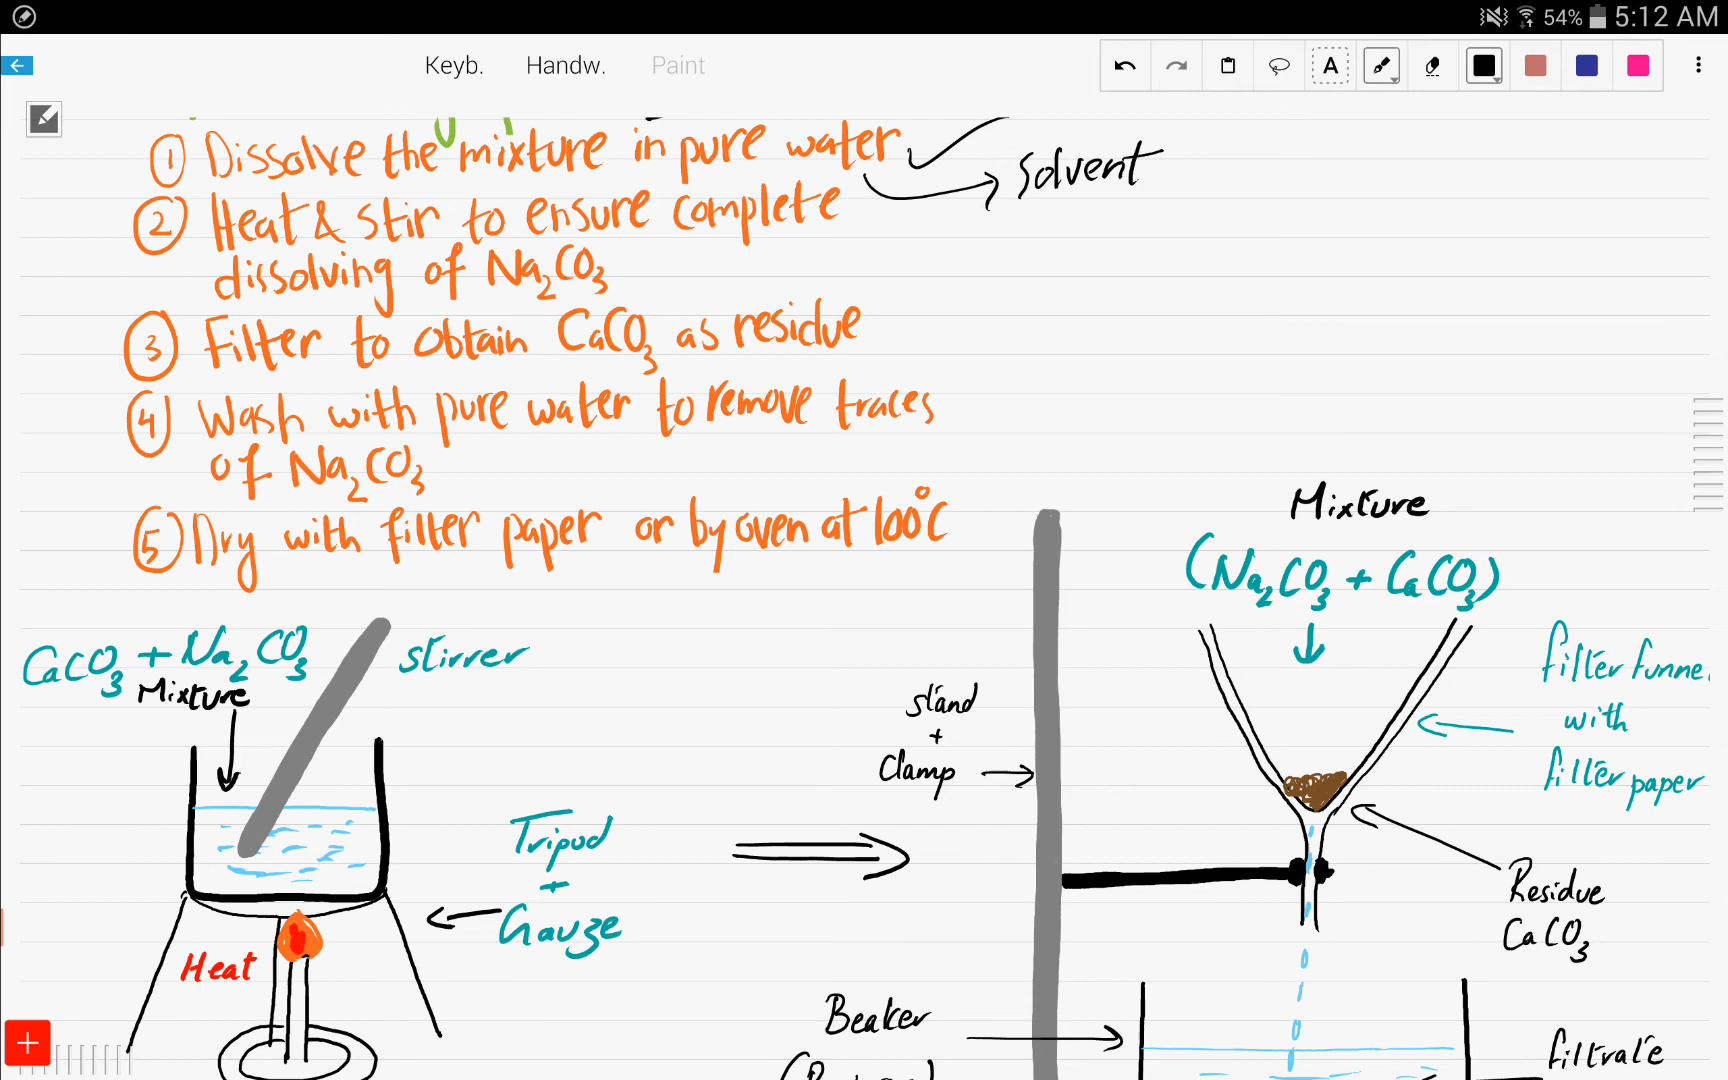 54% 5:12 AM
Keyb. Handw. Paint
A
① Dissolve the mixture in pure water
Solvent
② Heat & stir to ensure complete
dissolving of Na₂CO₃
③ Filter to obtain CaCO₃ as residue
④ Wash with pure water to remove traces
of Na₂CO₃
⑤ Dry with filter paper or by oven at 100°C
Mixture
(Na₂CO₃ + CaCO₃)
CaCO₃ + Na₂CO₃
Mixture
stirrer
filter funnel
with
filter paper
stand
+
Clamp
Tripod
+
Gauze
Residue
CaCO₃
Heat
Beaker
filtrate